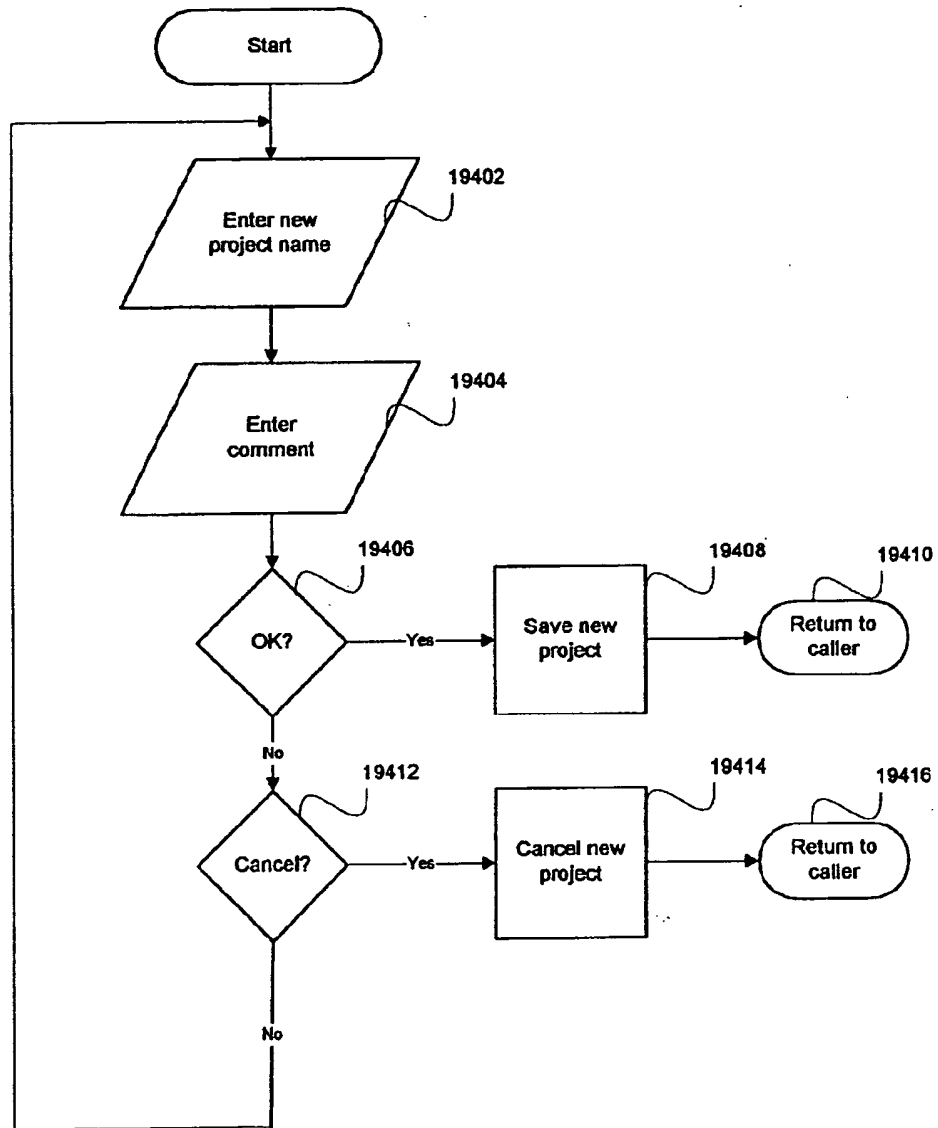 Start
19402
Enter new
project name
19404
Enter
comment
19406
OK?
Yes
19408
Save new
project
19410
Return to
caller
No
19412
Cancel?
Yes
19414
Cancel new
project
19416
Return to
caller
No